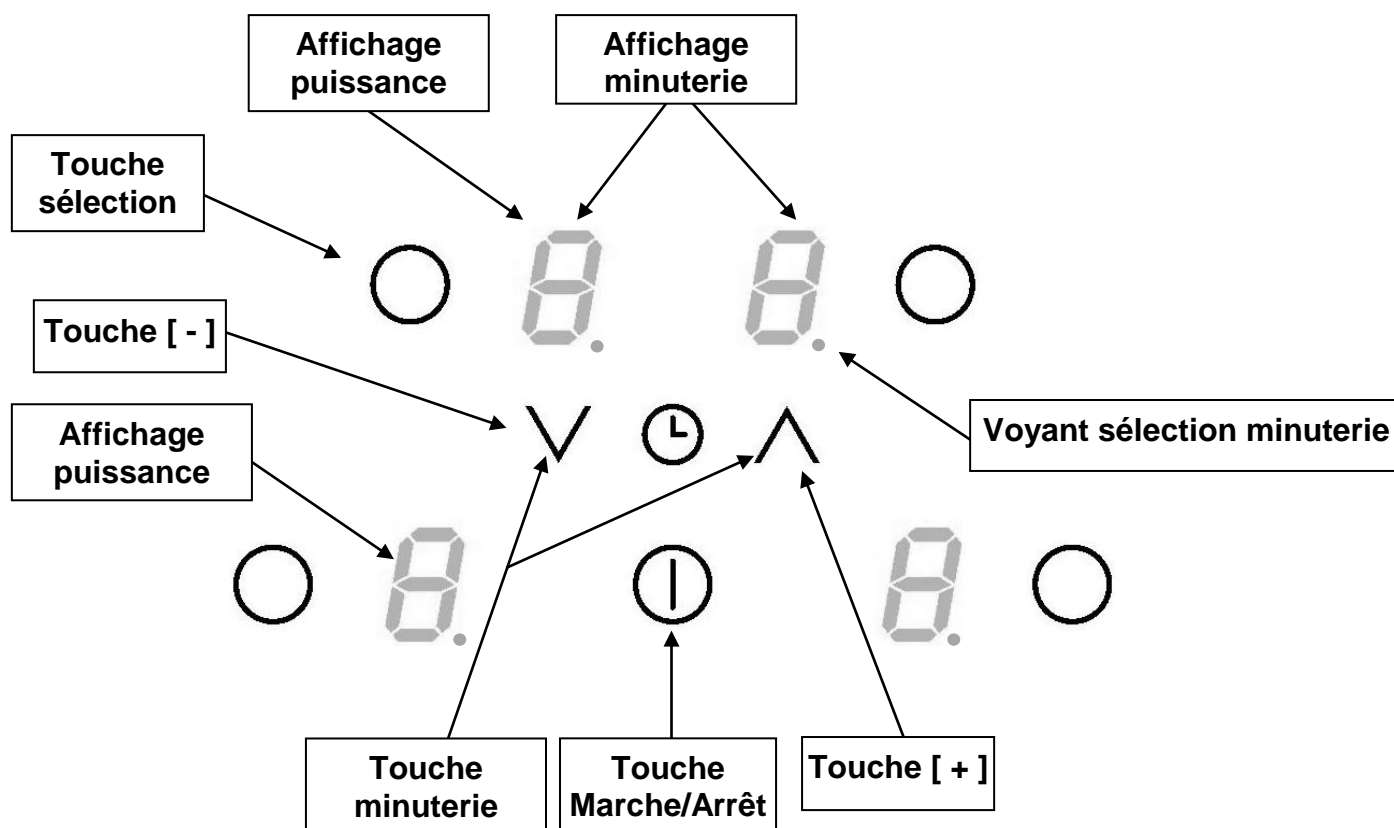 Affichage
puissance
Affichage
minuterie
Touche
sélection
Touche [ - ]
Affichage
puissance
Voyant sélection minuterie
Touche
minuterie
Touche
Marche/Arrêt
Touche [ + ]